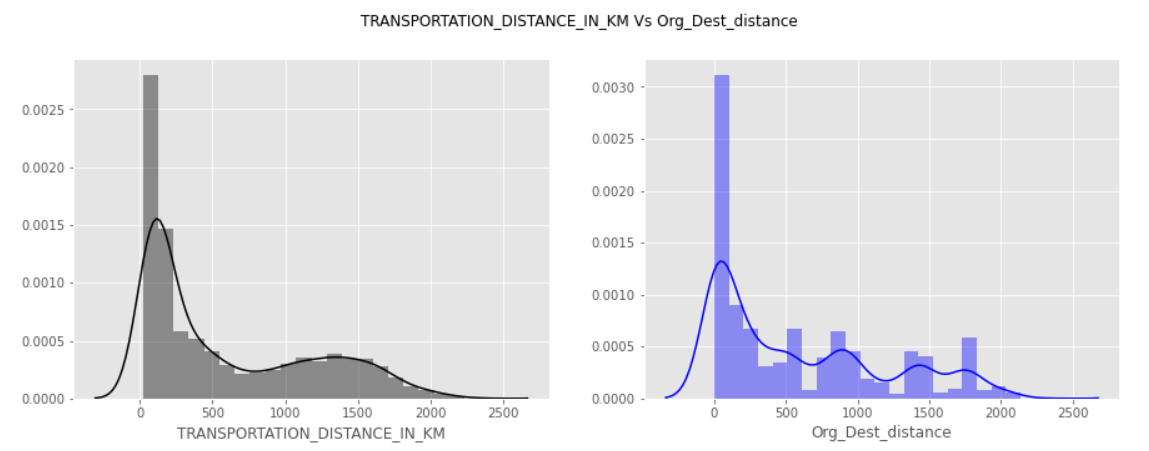 TRANSPORTATION_DISTANCE_IN_KM Vs Org_Dest_distance
0.0025
0.0020
0.0015
0.0010
0.0005
0.0000
0 500 1000 1500 2000 2500
TRANSPORTATION_DISTANCE_IN_KM
0.0030
0.0025
0.0020
0.0015
0.0010
0.0005
0.0000
0 500 1000 1500 2000 2500
Org_Dest_distance